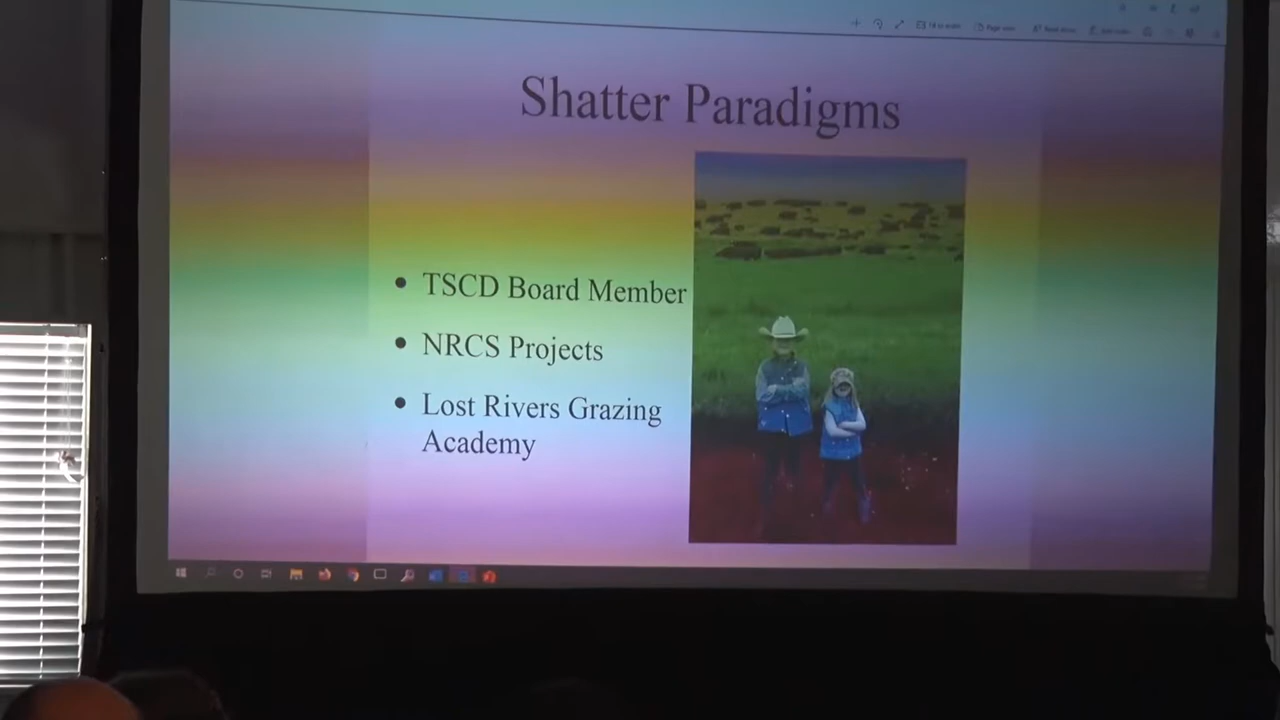 Shatter Paradigms
• TSCD Board Member
• NRCS Projects
• Lost Rivers Grazing
Academy